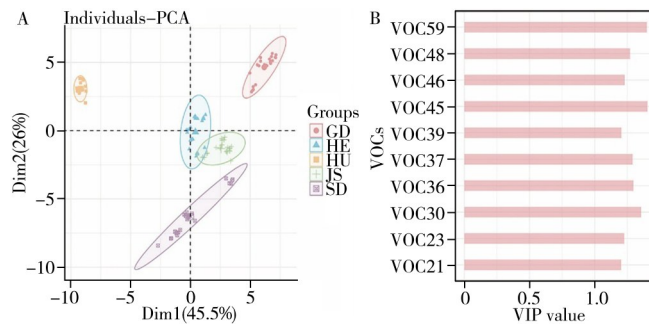 A
Individuals-PCA
Dim2(26%)
5
0
-5
-10
-10
-5
0
5
Dim1(45.5%)
Groups
GD
HE
HU
JS
SD
B
VOCs
VOC59
VOC48
VOC46
VOC45
VOC39
VOC37
VOC36
VOC30
VOC23
VOC21
0
0.5
1.0
VIP value